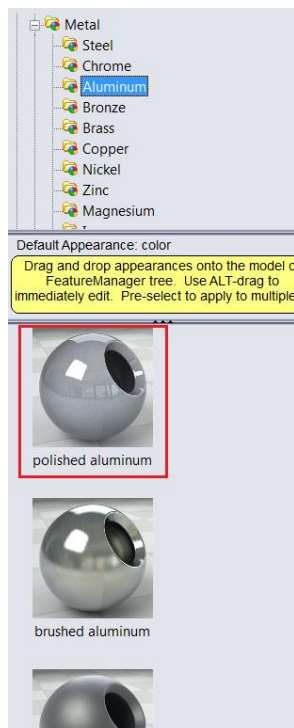 Metal
Steel
Chrome
Aluminum
Bronze
Brass
Copper
Nickel
Zinc
Magnesium
Default Appearance: color
Drag and drop appearances onto the model o
FeatureManager tree. Use ALT-drag to
immediately edit. Pre-select to apply to multiple
polished aluminum
brushed aluminum